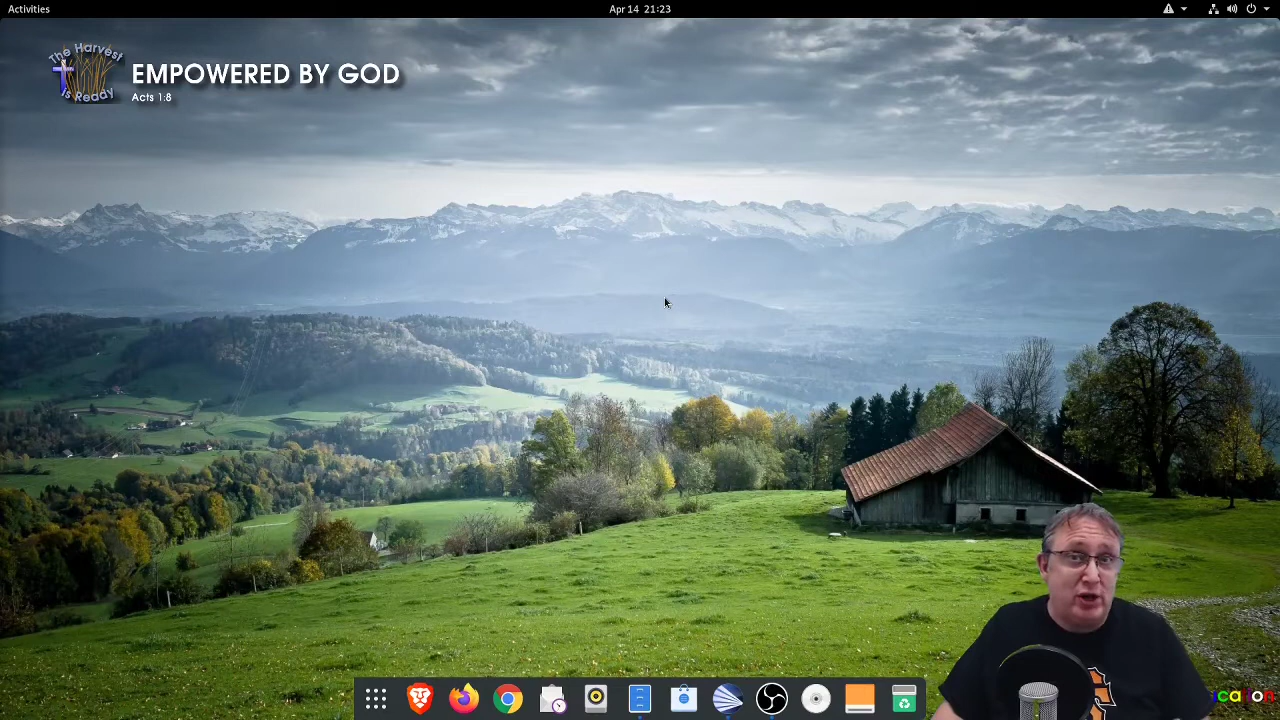 Activities
Apr 14 21:23
The Harvest
is Ready
EMPOWERED BY GOD
Acts 1:8